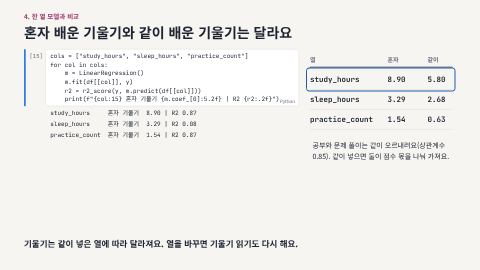 4. 한 열 모델과 비교
혼자 배운 기울기와 같이 배운 기울기는 달라요
[15]
cols = ["study_hours", "sleep_hours", "practice_count"]
for col in cols:
m = LinearRegression()
m.fit(df[[col]], y)
r2 = r2_score(y, m.predict(df[[col]]))
print(f"{col:15} 혼자 기울기 {m.coef_[0]:5.2f} | R2 {r2:.2f}")
Python
study_hours 혼자 기울기 8.90 | R2 0.87
sleep_hours 혼자 기울기 3.29 | R2 0.08
practice_count 혼자 기울기 1.54 | R2 0.87
열 혼자 같이
study_hours 8.90 5.80
sleep_hours 3.29 2.68
practice_count 1.54 0.63
공부와 문제 풀이는 같이 오르내려요(상관계수
0.85). 같이 넣으면 둘이 점수 몫을 나눠 가져요.
기울기는 같이 넣은 열에 따라 달라져요. 열을 바꾸면 기울기 읽기도 다시 해요.